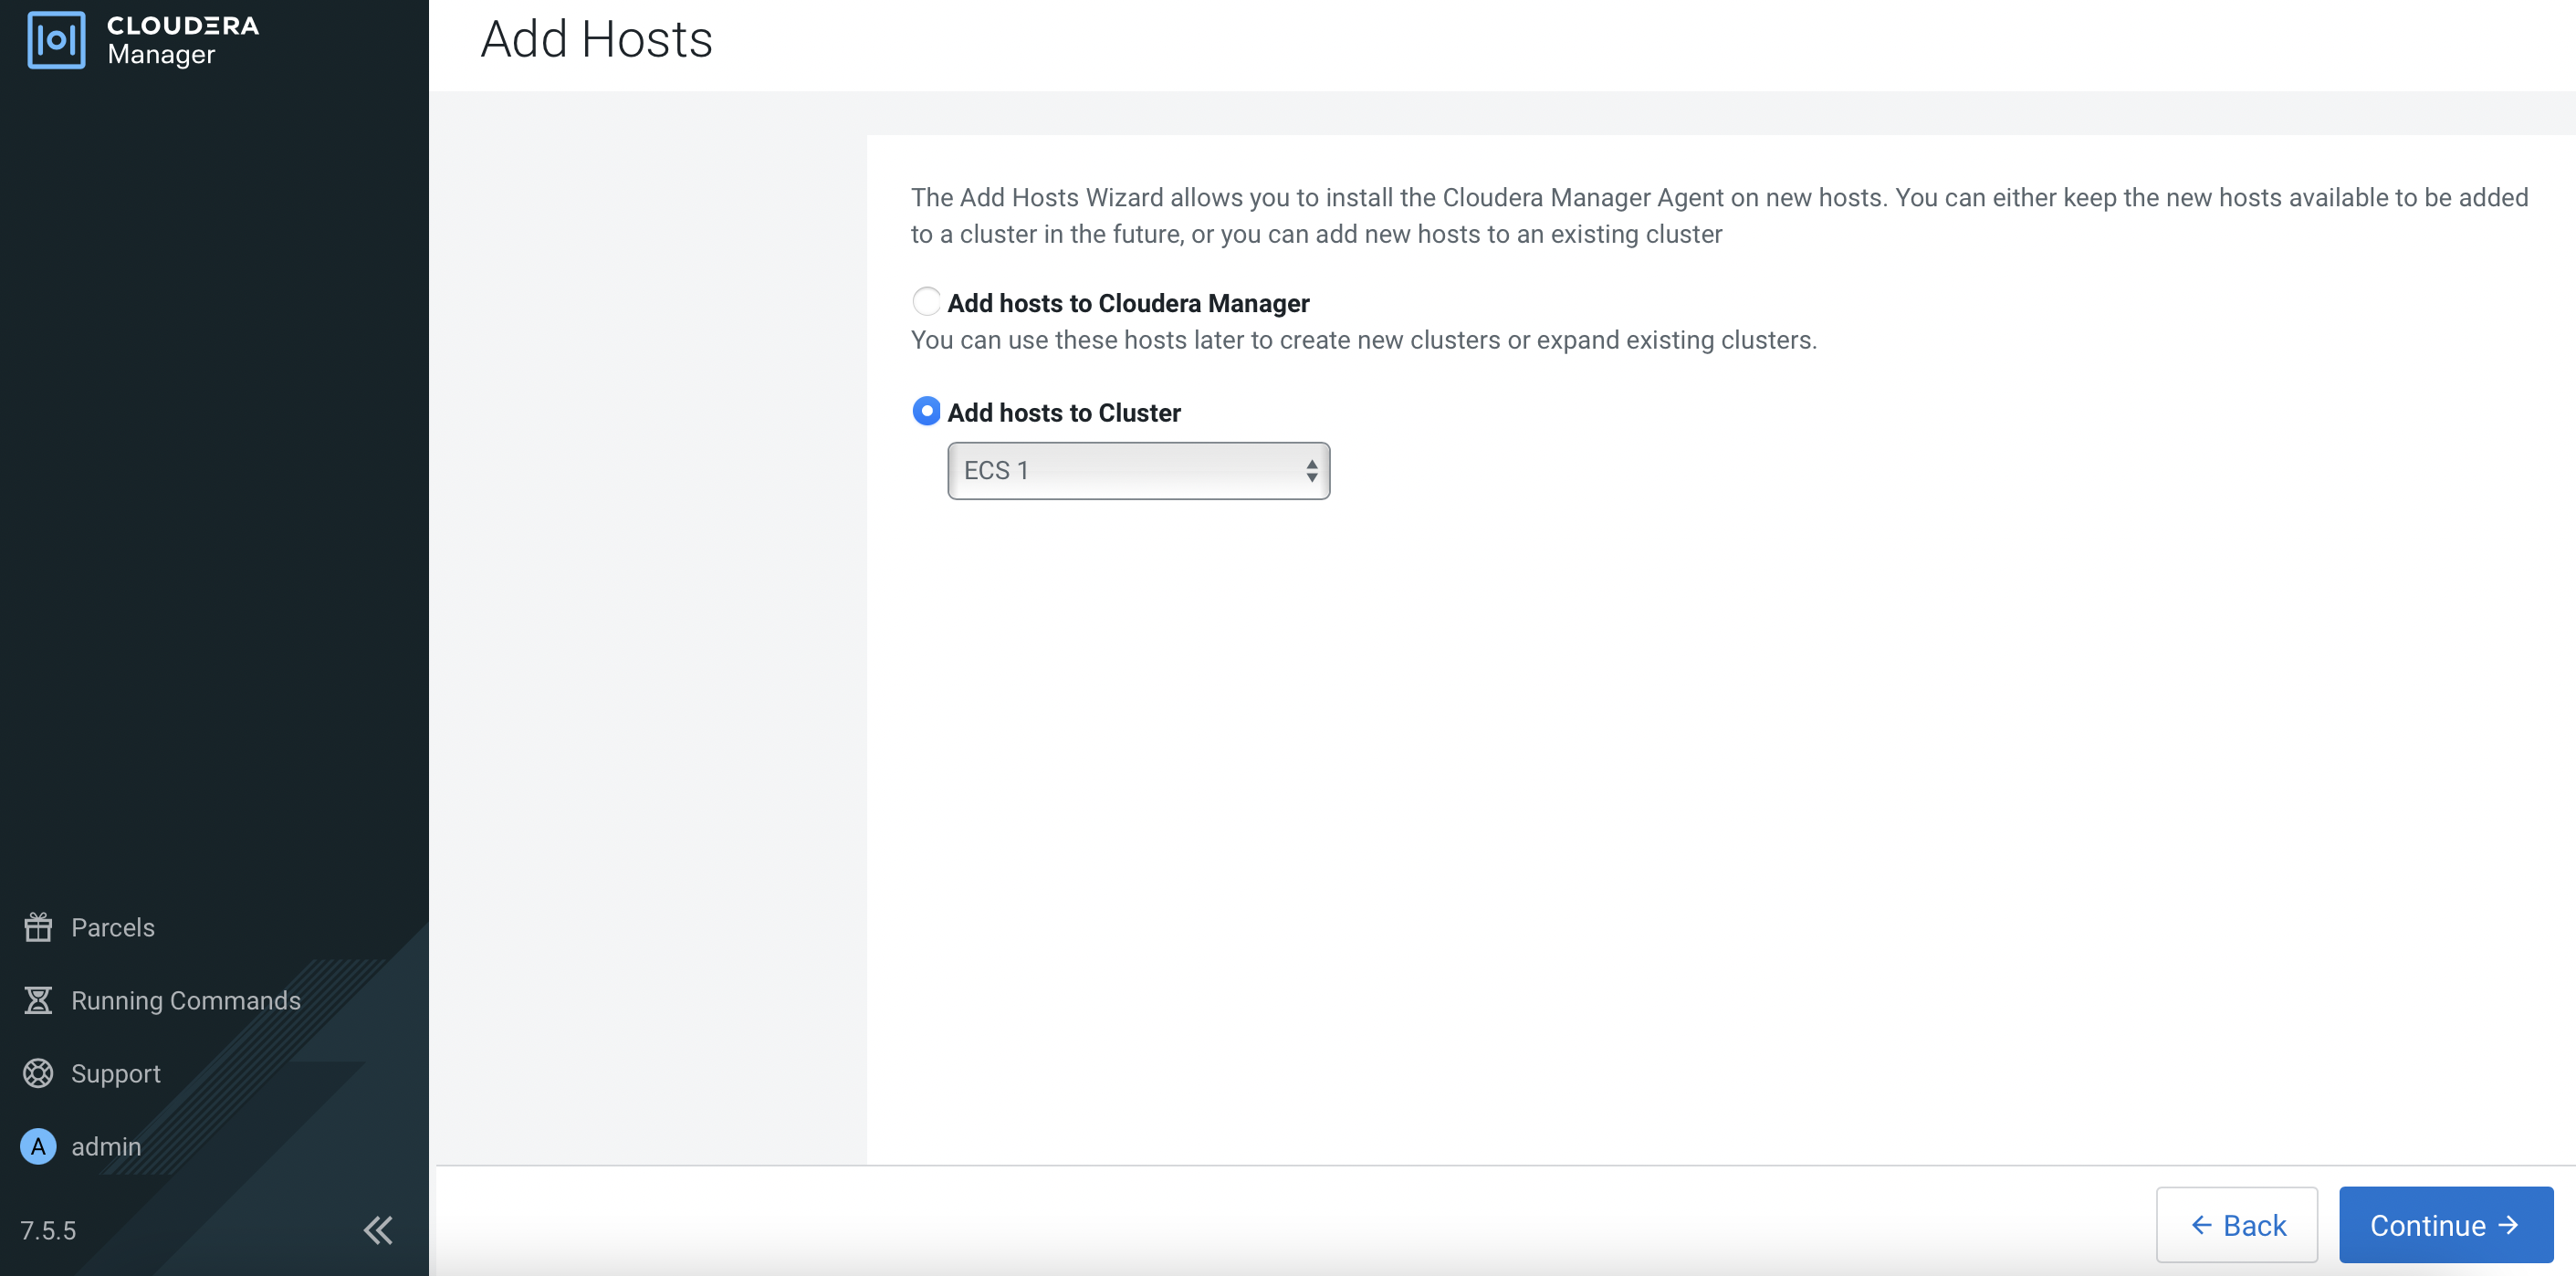 CLOUDERA
Manager
Add Hosts
The Add Hosts Wizard allows you to install the Cloudera Manager Agent on new hosts. You can either keep the new hosts available to be added
to a cluster in the future, or you can add new hosts to an existing cluster
Add hosts to Cloudera Manager
You can use these hosts later to create new clusters or expand existing clusters.
Add hosts to Cluster
ECS 1
Parcels
Running Commands
Support
A admin
7.5.5
← Back
Continue →